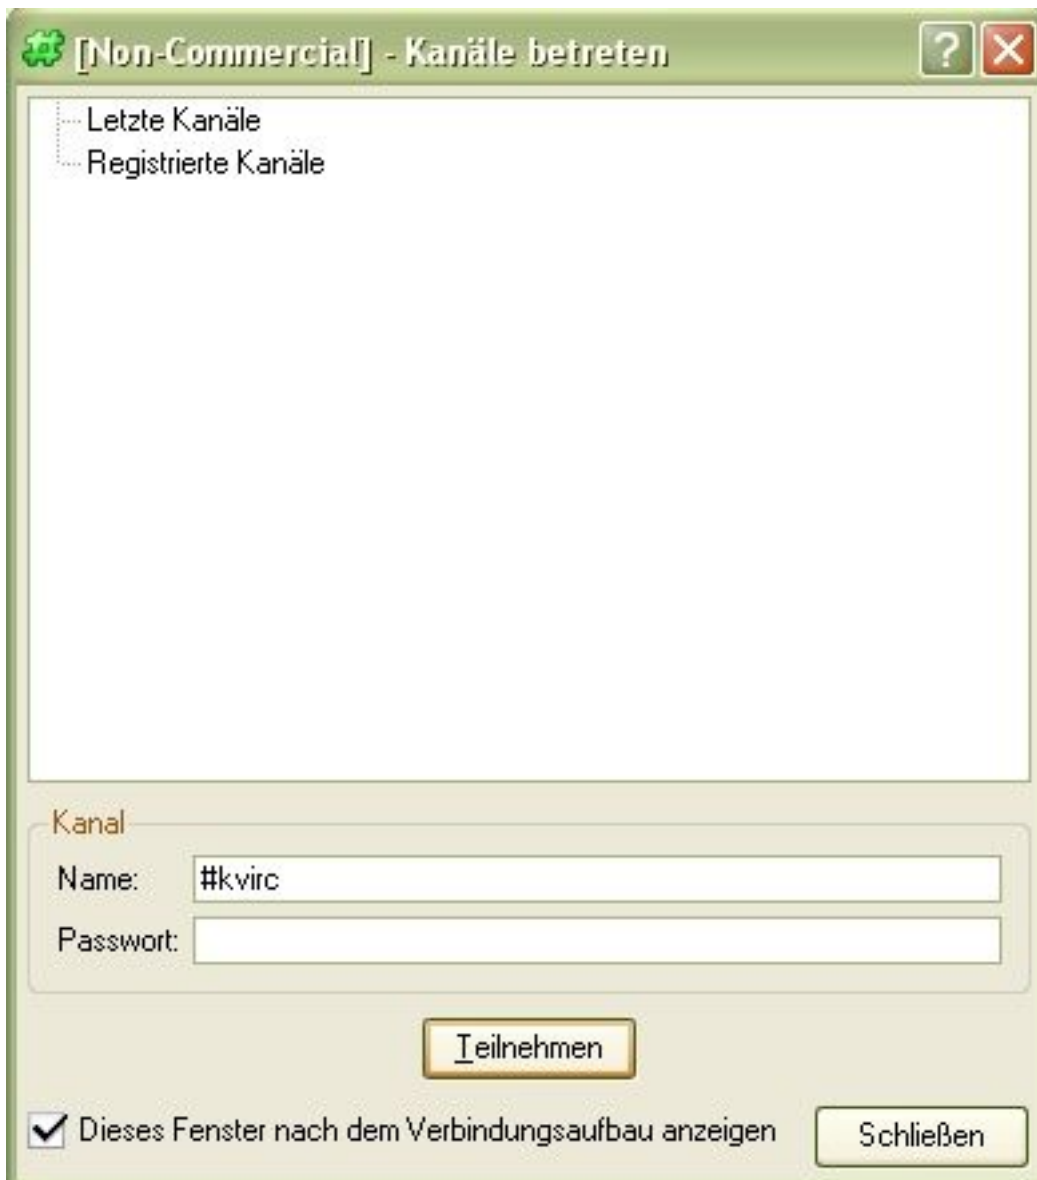 [Non-Commercial] - Kanäle betreten
Letzte Kanäle
Registrierte Kanäle
Kanal
Name: #kvirc
Passwort:
Teilnehmen
Dieses Fenster nach dem Verbindungsaufbau anzeigen
Schließen